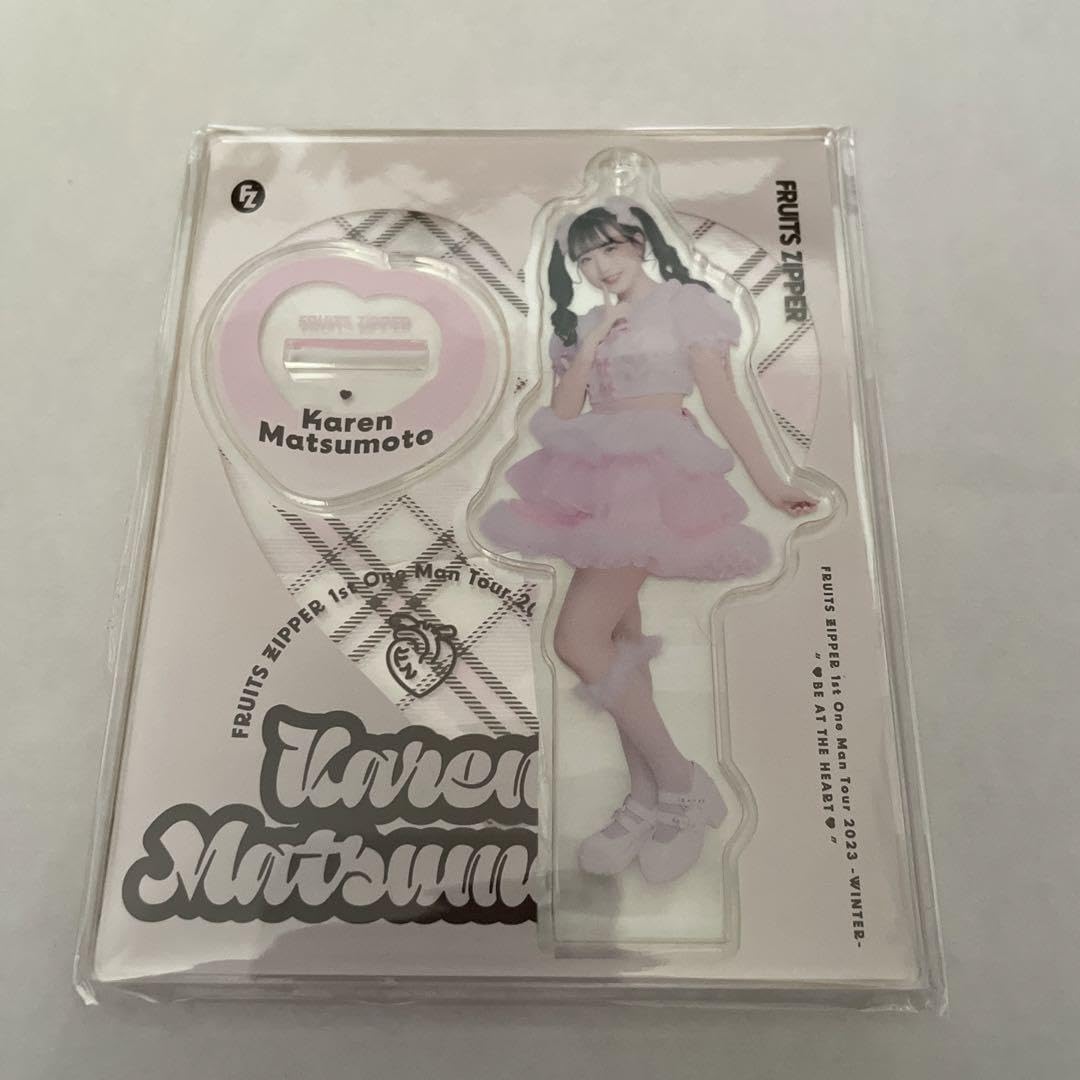 FZ
FRUITS ZIPPER
FRUITS ZIPPER
Karen
Matsumoto
FRUITS ZIPPER 1st One Man Tour 20
FZ
Karen
Matsum
FRUITS ZIPPER 1st One Man Tour 2023 -WINTER-
"♥BE AT THE HEART♥"